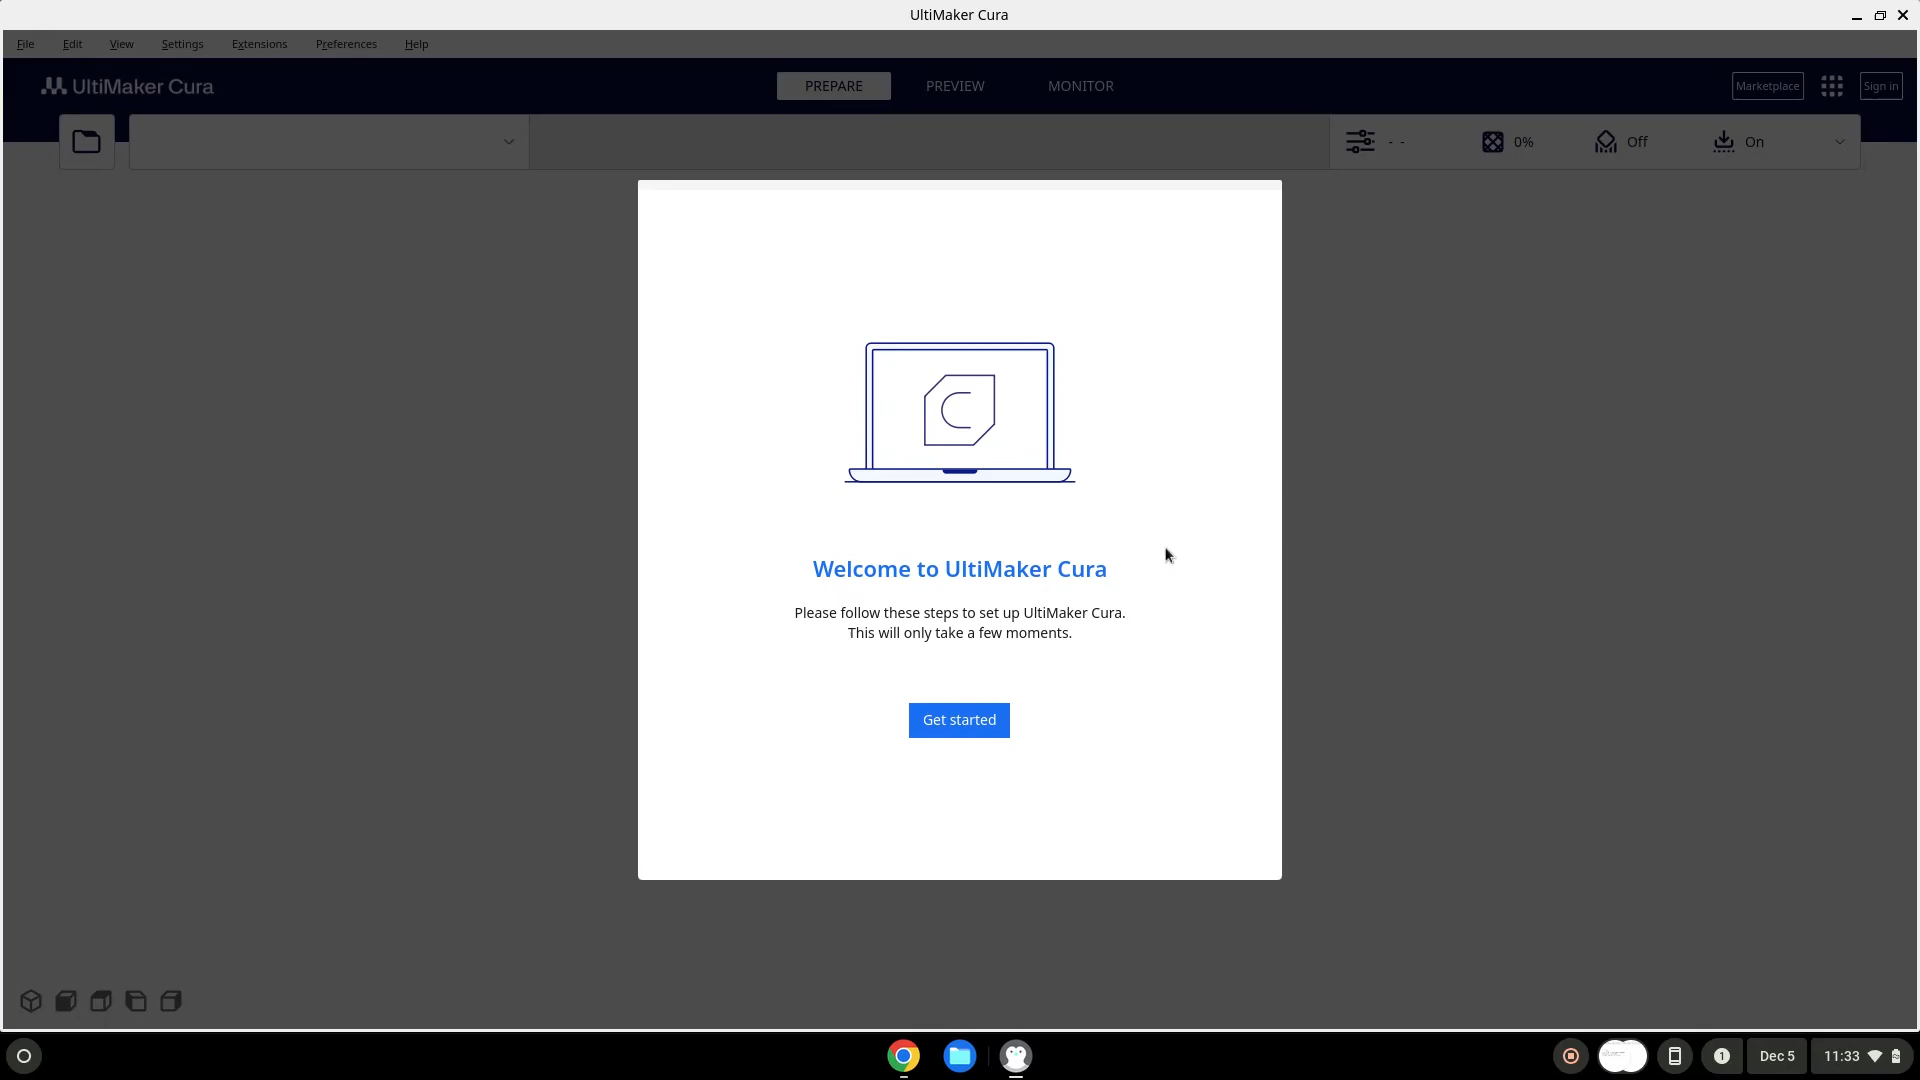 UltiMaker Cura
File Edit View Settings Extensions Preferences Help
UltiMaker Cura PREPARE PREVIEW MONITOR Marketplace Sign in
- - 0% Off On
Welcome to UltiMaker Cura
Please follow these steps to set up UltiMaker Cura.
This will only take a few moments.
Get started
1 Dec 5 11:33